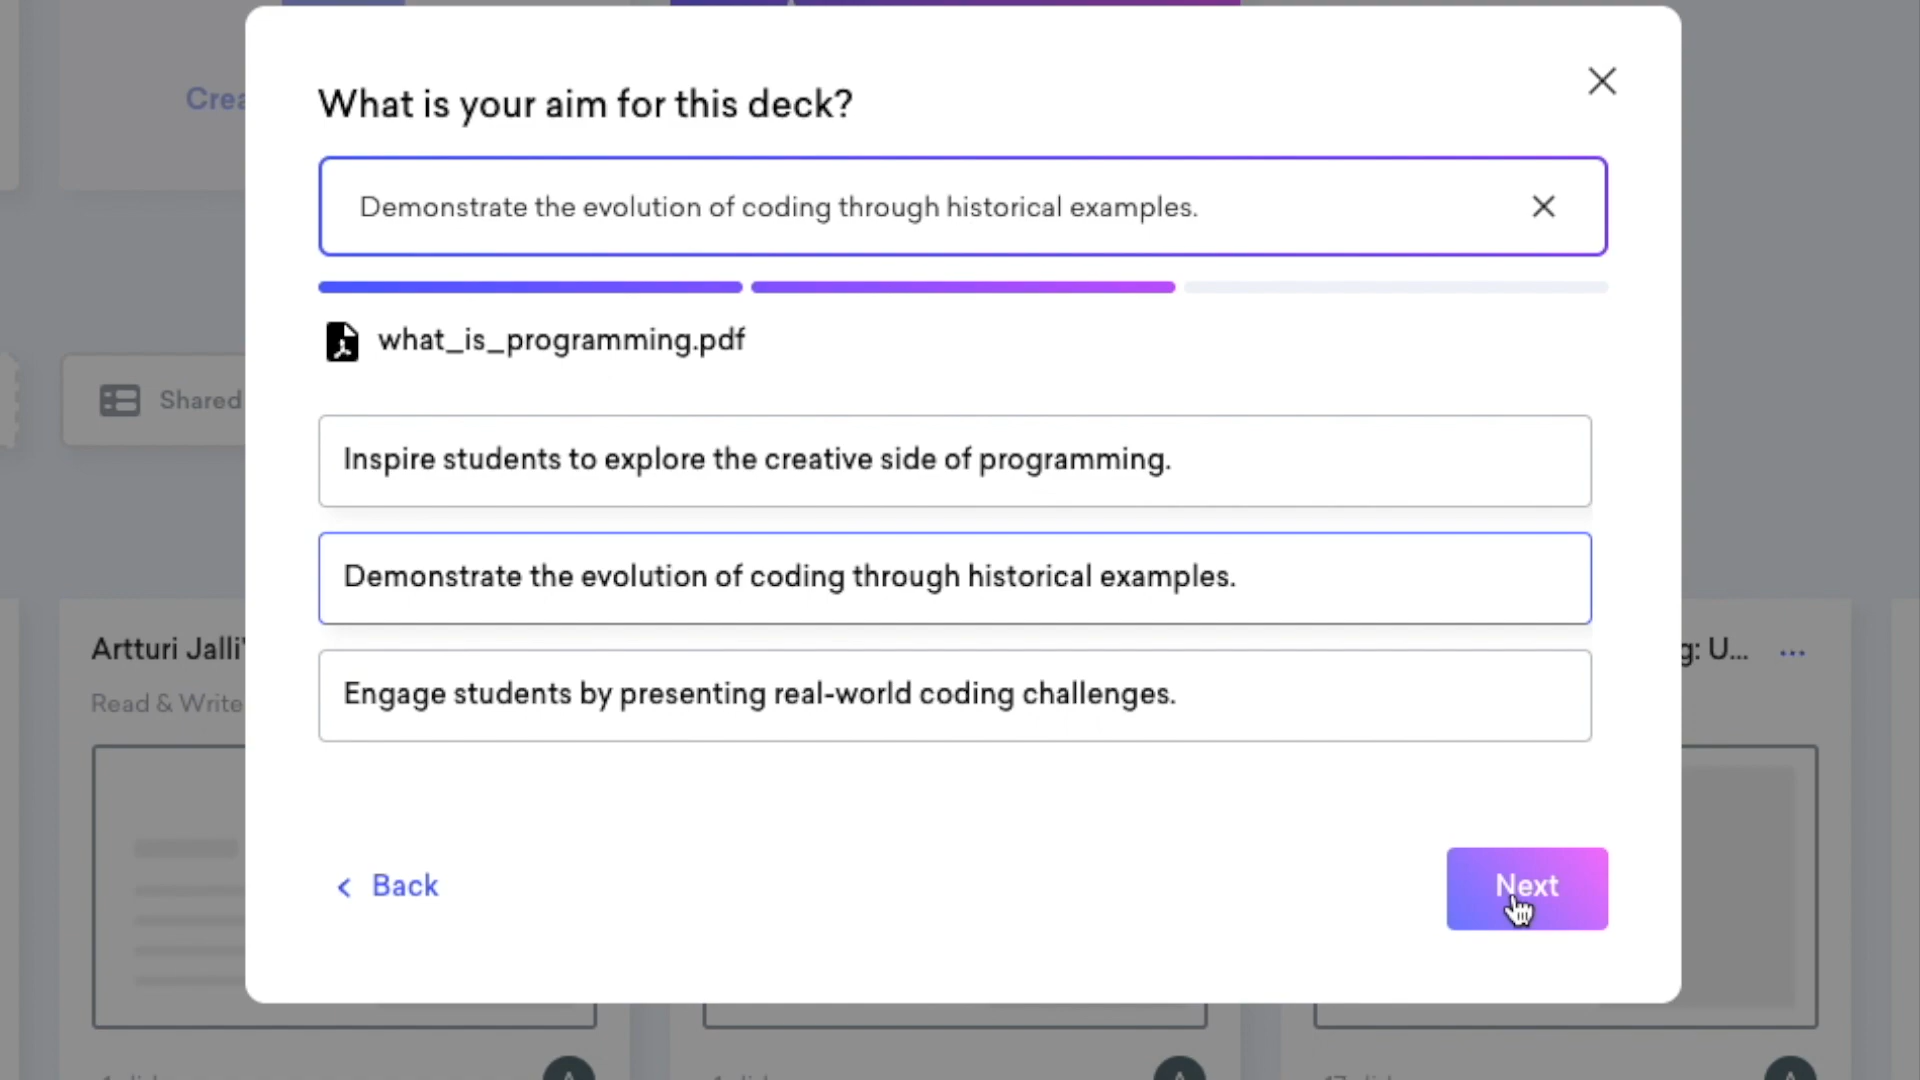 What is your aim for this deck?
Crea
Demonstrate the evolution of coding through historical examples.
what_is_programming.pdf
Shared
Inspire students to explore the creative side of programming.
Demonstrate the evolution of coding through historical examples.
Artturi Jalli'
g: U...
Engage students by presenting real-world coding challenges.
Read & Write
Back
Next